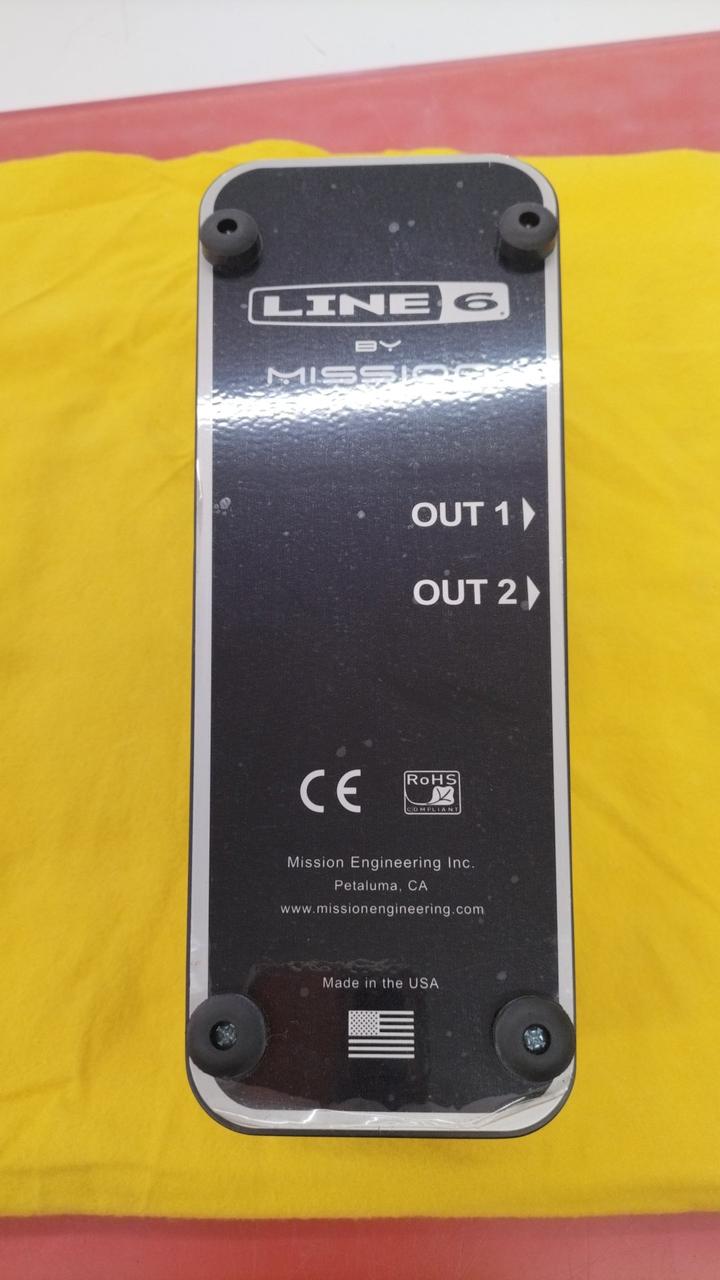 LINE 6
BY
MISSION
OUT 1
OUT 2
CE
RoHS
COMPLIANT
Mission Engineering Inc.
Petaluma, CA
www.missionengineering.com
Made in the USA